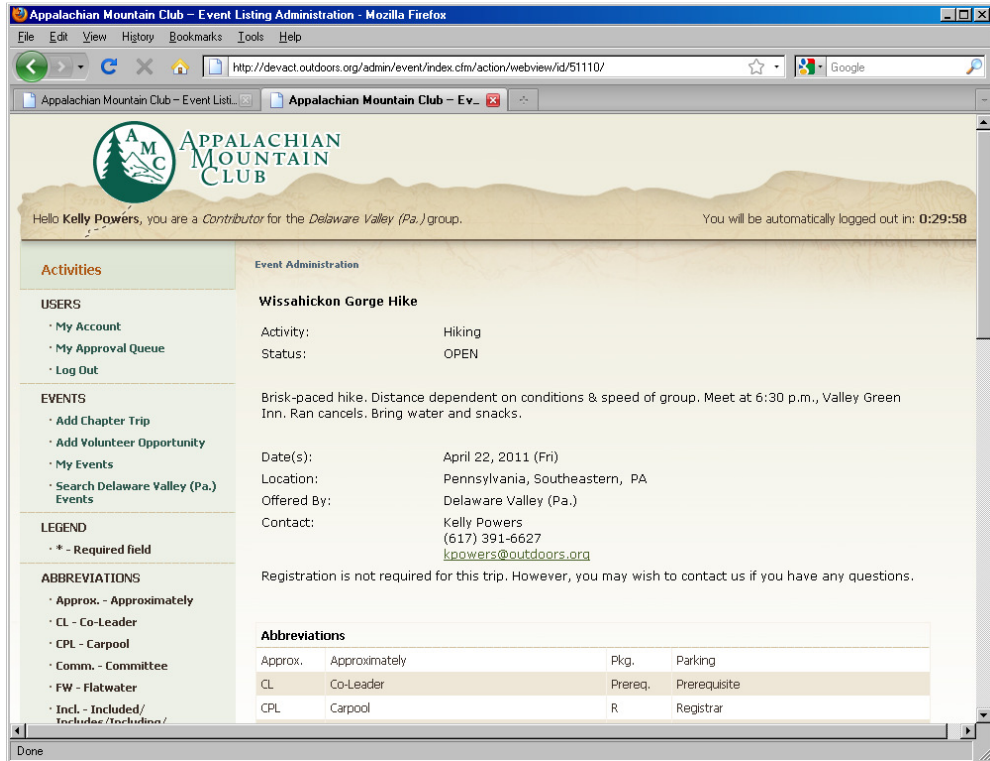 Appalachian Mountain Club – Event Listing Administration - Mozilla Firefox
File Edit View History Bookmarks Tools Help
http://devact.outdoors.org/admin/event/index.cfm/action/webview/id/51110/
Google
Appalachian Mountain Club – Event Listi...
Appalachian Mountain Club – Ev...
AMC
APPALACHIAN
MOUNTAIN
CLUB
Hello Kelly Powers, you are a Contributor for the Delaware Valley (Pa.) group.
You will be automatically logged out in: 0:29:58
Activities
USERS
· My Account
· My Approval Queue
· Log Out
EVENTS
· Add Chapter Trip
· Add Volunteer Opportunity
· My Events
· Search Delaware Valley (Pa.)
Events
LEGEND
· * - Required field
ABBREVIATIONS
· Approx. - Approximately
· CL - Co-Leader
· CPL - Carpool
· Comm. - Committee
· FW - Flatwater
· Incl. - Included/
Includes/Including/
Event Administration
Wissahickon Gorge Hike
Activity: Hiking
Status: OPEN
Brisk-paced hike. Distance dependent on conditions & speed of group. Meet at 6:30 p.m., Valley Green
Inn. Ran cancels. Bring water and snacks.
Date(s): April 22, 2011 (Fri)
Location: Pennsylvania, Southeastern, PA
Offered By: Delaware Valley (Pa.)
Contact: Kelly Powers
(617) 391-6627
kpowers@outdoors.org
Registration is not required for this trip. However, you may wish to contact us if you have any questions.
Abbreviations
Approx. Approximately Pkg. Parking
CL Co-Leader Prereq. Prerequisite
CPL Carpool R Registrar
Done